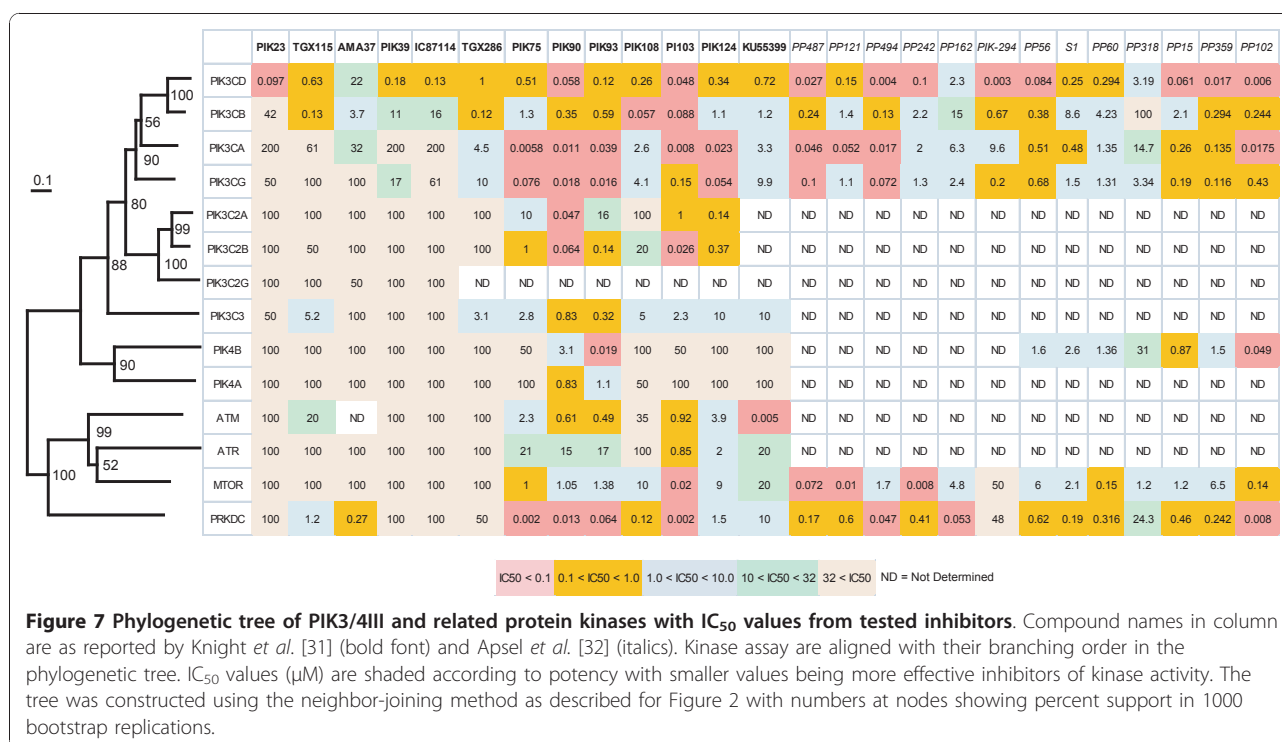 PIK23 TGX115 AMA37 PIK39 IC87114 TGX286 PIK75 PIK90 PIK93 PIK108 PI103 PIK124 KU55399 PP487 PP121 PP494 PP242 PP162 PIK-294 PP56 S1 PP60 PP318 PP15 PP359 PP102
PIK3CD 0.097 0.63 22 0.18 0.13 1 0.51 0.058 0.12 0.26 0.048 0.34 0.72 0.027 0.15 0.004 0.1 2.3 0.003 0.084 0.25 0.294 3.19 0.061 0.017 0.006
100
PIK3CB 42 0.13 3.7 11 16 0.12 1.3 0.35 0.59 0.057 0.088 1.1 1.2 0.24 1.4 0.13 2.2 15 0.67 0.38 8.6 4.23 100 2.1 0.294 0.244
56
PIK3CA 200 61 32 200 200 4.5 0.0058 0.011 0.039 2.6 0.008 0.023 3.3 0.046 0.052 0.017 2 6.3 9.6 0.51 0.48 1.35 14.7 0.26 0.135 0.0175
90
0.1
PIK3CG 50 100 100 17 61 10 0.076 0.018 0.016 4.1 0.15 0.054 9.9 0.1 1.1 0.072 1.3 2.4 0.2 0.68 1.5 1.31 3.34 0.19 0.116 0.43
80
PIK3C2A 100 100 100 100 100 100 10 0.047 16 100 1 0.14 ND ND ND ND ND ND ND ND ND ND ND ND ND ND
99
PIK3C2B 100 50 100 100 100 100 1 0.064 0.14 20 0.026 0.37 ND ND ND ND ND ND ND ND ND ND ND ND ND ND
88
100
PIK3C2G 100 100 50 100 100 ND ND ND ND ND ND ND ND ND ND ND ND ND ND ND ND ND ND ND ND ND
PIK3C3 50 5.2 100 100 100 3.1 2.8 0.83 0.32 5 2.3 10 10 ND ND ND ND ND ND ND ND ND ND ND ND ND
PIK4B 100 100 100 100 100 100 50 3.1 0.019 100 50 100 100 ND ND ND ND ND ND 1.6 2.6 1.36 31 0.87 1.5 0.049
90
PIK4A 100 100 100 100 100 100 100 0.83 1.1 50 100 100 100 ND ND ND ND ND ND ND ND ND ND ND ND ND
ATM 100 20 ND 100 100 100 2.3 0.61 0.49 35 0.92 3.9 0.005 ND ND ND ND ND ND ND ND ND ND ND ND ND
99
ATR 100 100 100 100 100 100 21 15 17 100 0.85 2 20 ND ND ND ND ND ND ND ND ND ND ND ND ND
52
100
MTOR 100 100 100 100 100 100 1 1.05 1.38 10 0.02 9 20 0.072 0.01 1.7 0.008 4.8 50 6 2.1 0.15 1.2 1.2 6.5 0.14
PRKDC 100 1.2 0.27 100 100 50 0.002 0.013 0.064 0.12 0.002 1.5 10 0.17 0.6 0.047 0.41 0.053 48 0.62 0.19 0.316 24.3 0.46 0.242 0.008
IC50 < 0.1 0.1 < IC50 < 1.0 1.0 < IC50 < 10.0 10 < IC50 < 32 32 < IC50 ND = Not Determined
Figure 7 Phylogenetic tree of PIK3/4III and related protein kinases with IC50 values from tested inhibitors. Compound names in column
are as reported by Knight et al. [31] (bold font) and Apsel et al. [32] (italics). Kinase assay are aligned with their branching order in the
phylogenetic tree. IC50 values (μM) are shaded according to potency with smaller values being more effective inhibitors of kinase activity. The
tree was constructed using the neighbor-joining method as described for Figure 2 with numbers at nodes showing percent support in 1000
bootstrap replications.